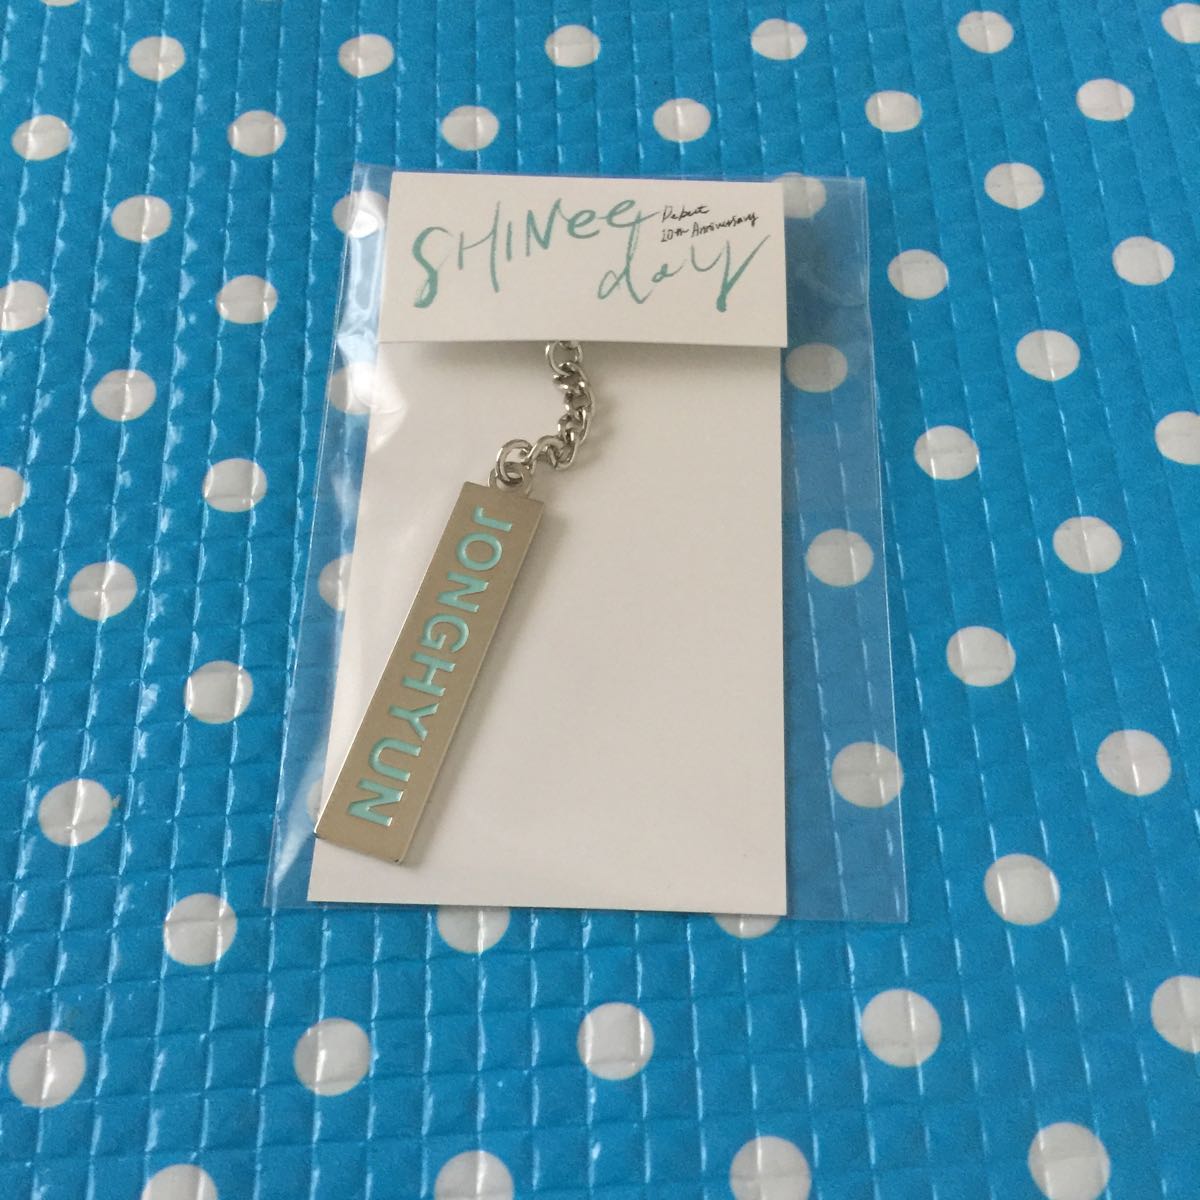 SHINee
day
Debut
10th Anniversary
JONGHYUN